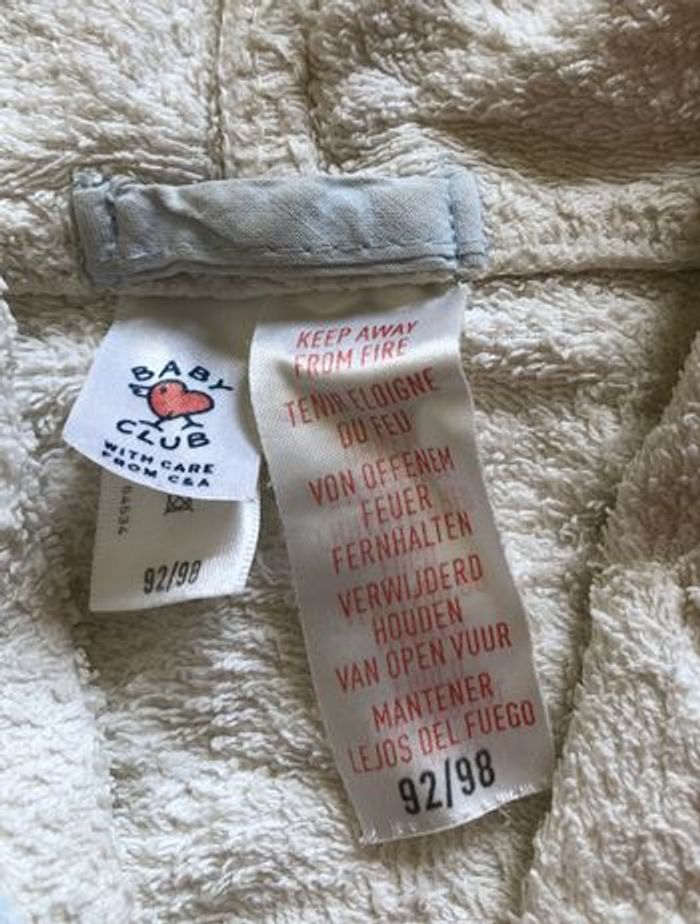 BABY
CLUB
WITH CARE
FROM C&A
92/98
KEEP AWAY
FROM FIRE
TENIR ELOIGNE
DU FEU
VON OFFENEM
FEUER
FERNHALTEN
VERWIJDERD
HOUDEN
VAN OPEN VUUR
MANTENER
LEJOS DEL FUEGO
92/98